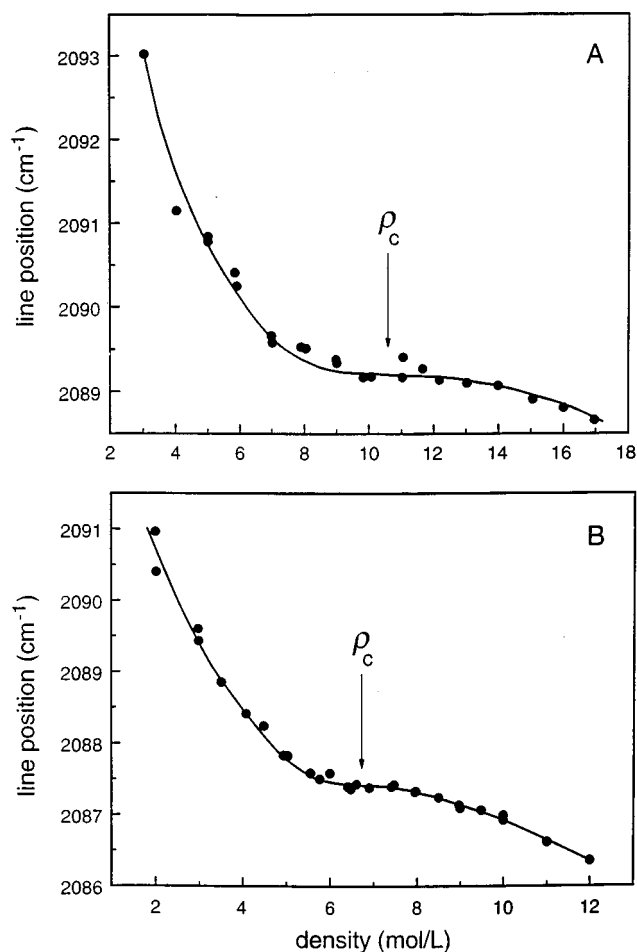 A
2093
2092
2091
2090
2089
line position (cm⁻¹)
ρc
2 4 6 8 10 12 14 16 18
B
2091
2090
2089
2088
2087
2086
line position (cm⁻¹)
ρc
2 4 6 8 10 12
density (mol/L)